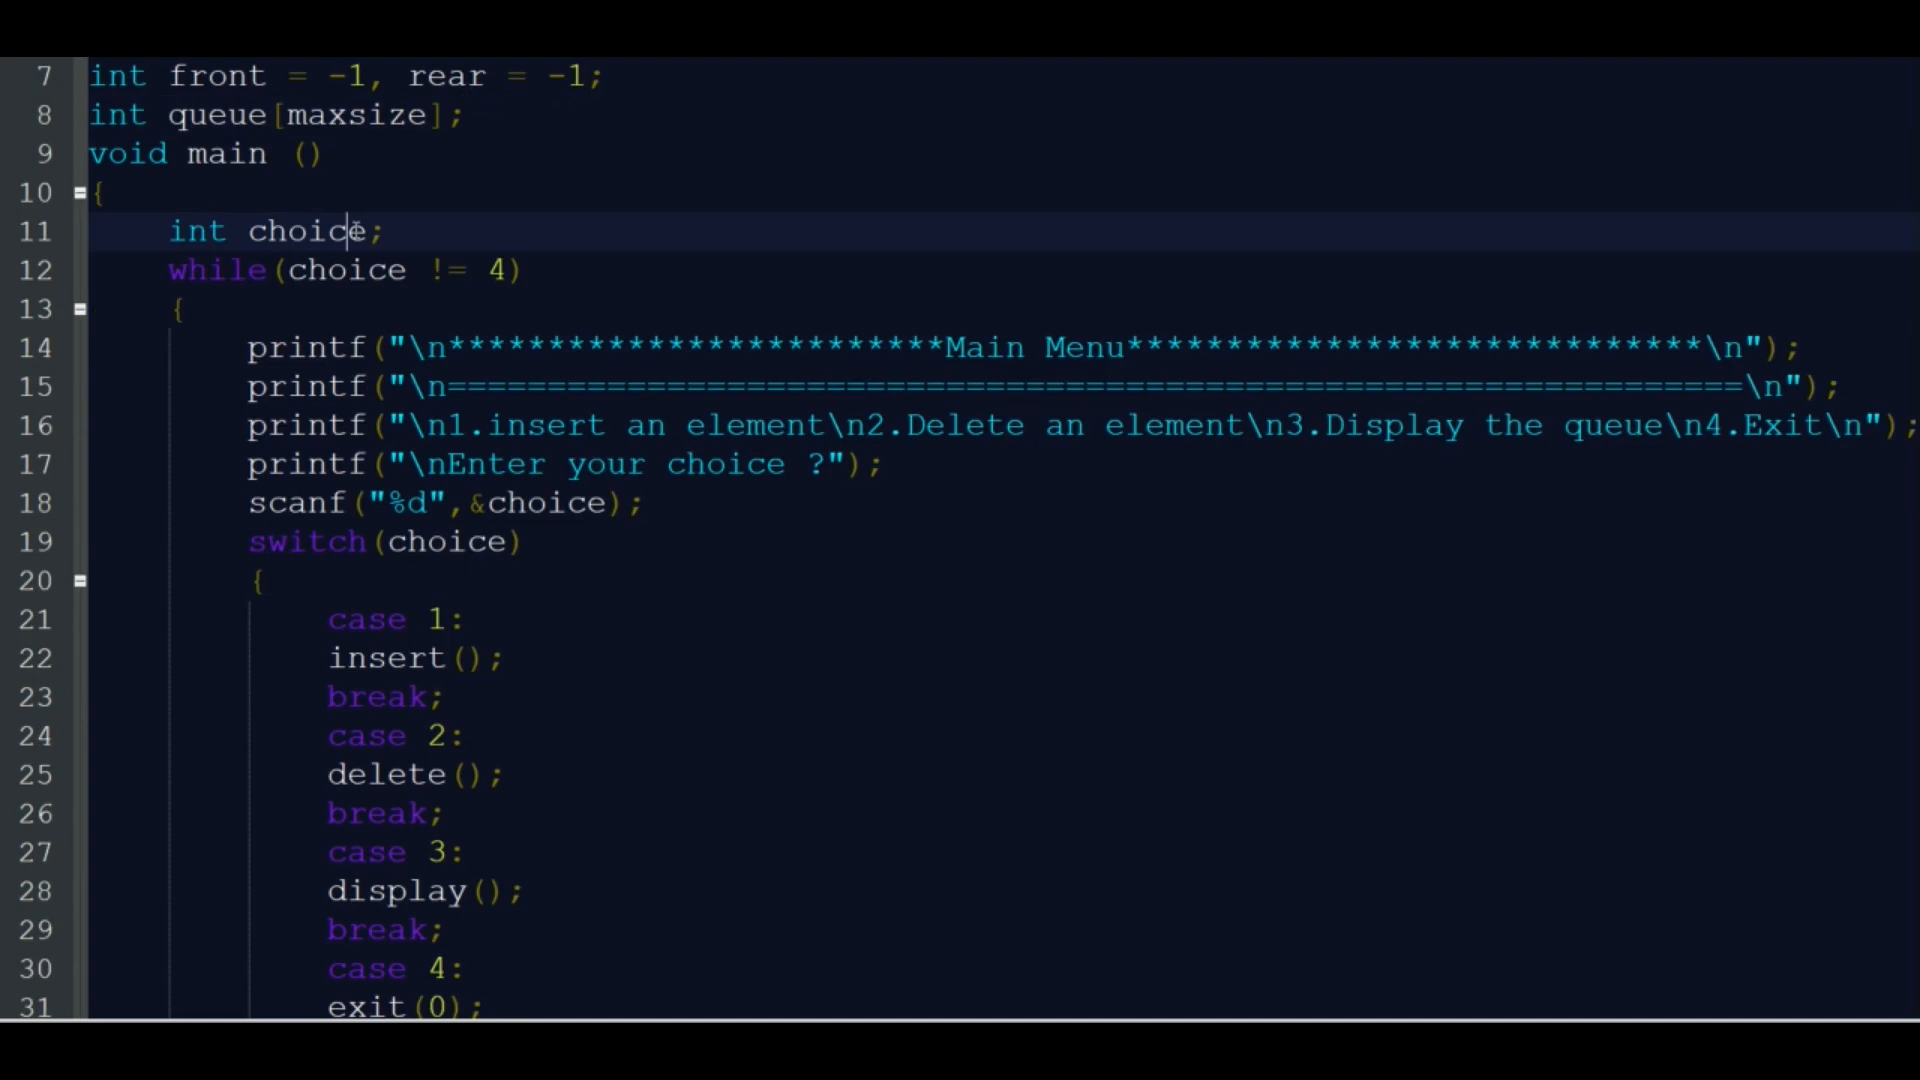 7 int front = -1, rear = -1;
8 int queue[maxsize];
9 void main ()
10 {
11 int choice;
12 while(choice != 4)
13 {
14 printf("\n*************************Main Menu*****************************\n");
15 printf("\n=================================================================\n");
16 printf("\n1.insert an element\n2.Delete an element\n3.Display the queue\n4.Exit\n");
17 printf("\nEnter your choice ?");
18 scanf("%d",&choice);
19 switch(choice)
20 {
21 case 1:
22 insert();
23 break;
24 case 2:
25 delete();
26 break;
27 case 3:
28 display();
29 break;
30 case 4:
31 exit(0);